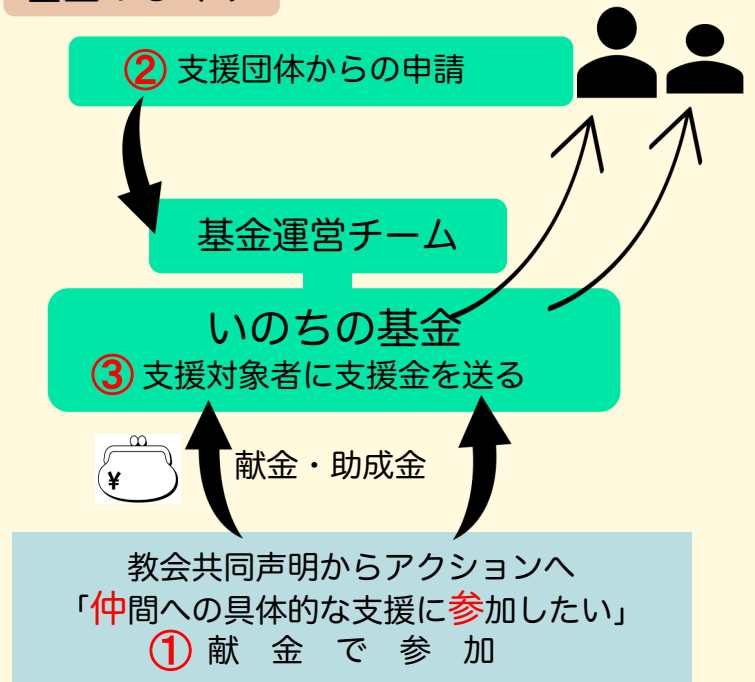 ② 支援団体からの申請
基金運営チーム
いのちの基金
③ 支援対象者に支援金を送る
¥
献金・助成金
教会共同声明からアクションへ
「仲間への具体的な支援に参加したい」
① 献 金 で 参 加